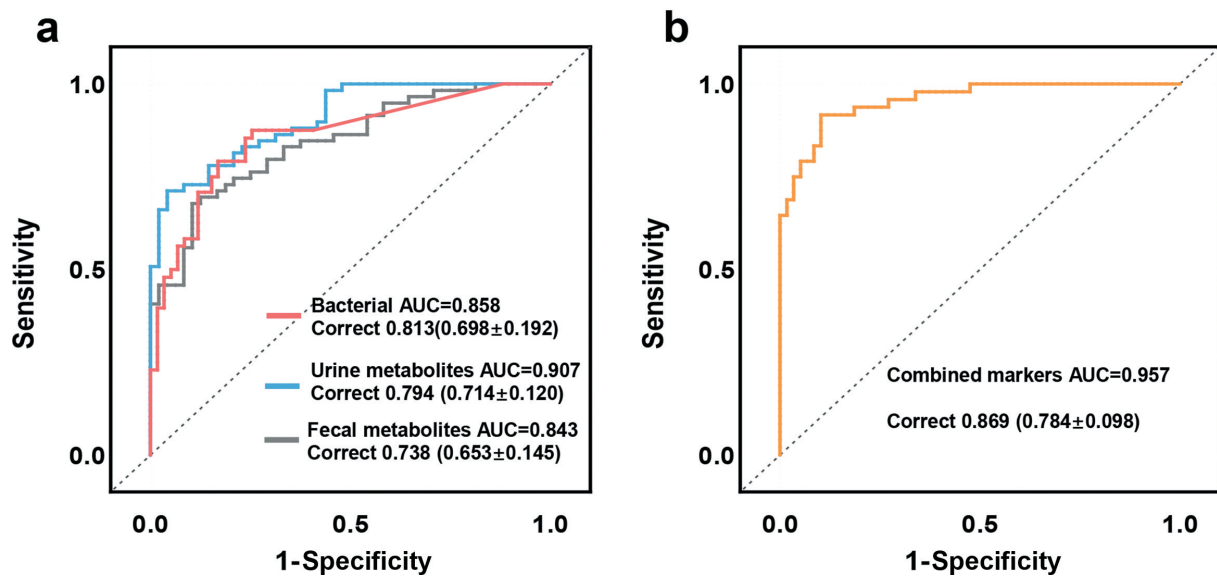 a
1.0
0.5
0.0
Sensitivity
Bacterial AUC=0.858
Correct 0.813(0.698±0.192)
Urine metabolites AUC=0.907
Correct 0.794 (0.714±0.120)
Fecal metabolites AUC=0.843
Correct 0.738 (0.653±0.145)
0.0 0.5 1.0
1-Specificity
b
1.0
0.5
0.0
Sensitivity
Combined markers AUC=0.957
Correct 0.869 (0.784±0.098)
0.0 0.5 1.0
1-Specificity